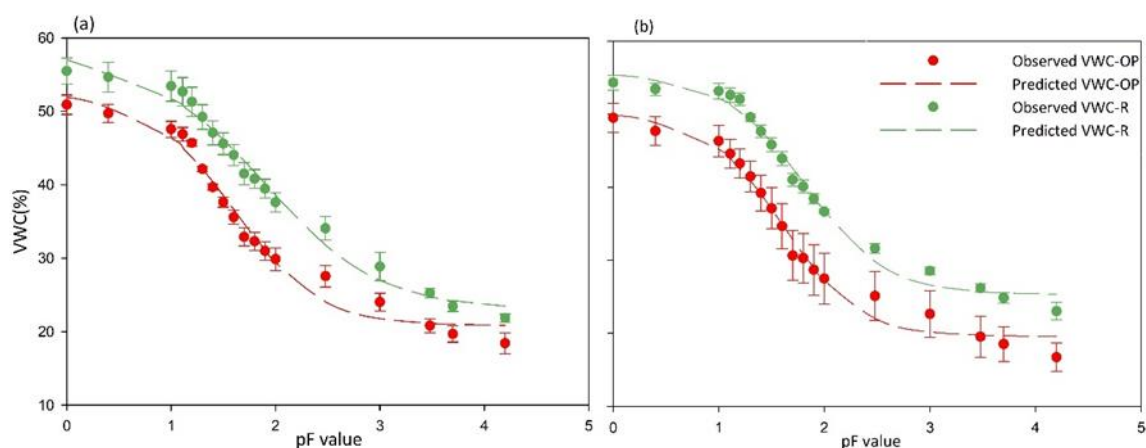 (a)
(b)
60
50
40
30
20
10
VWC(%)
0
1
2
3
4
5
pF value
0
1
2
3
4
5
pF value
Observed VWC-OP
Predicted VWC-OP
Observed VWC-R
Predicted VWC-R